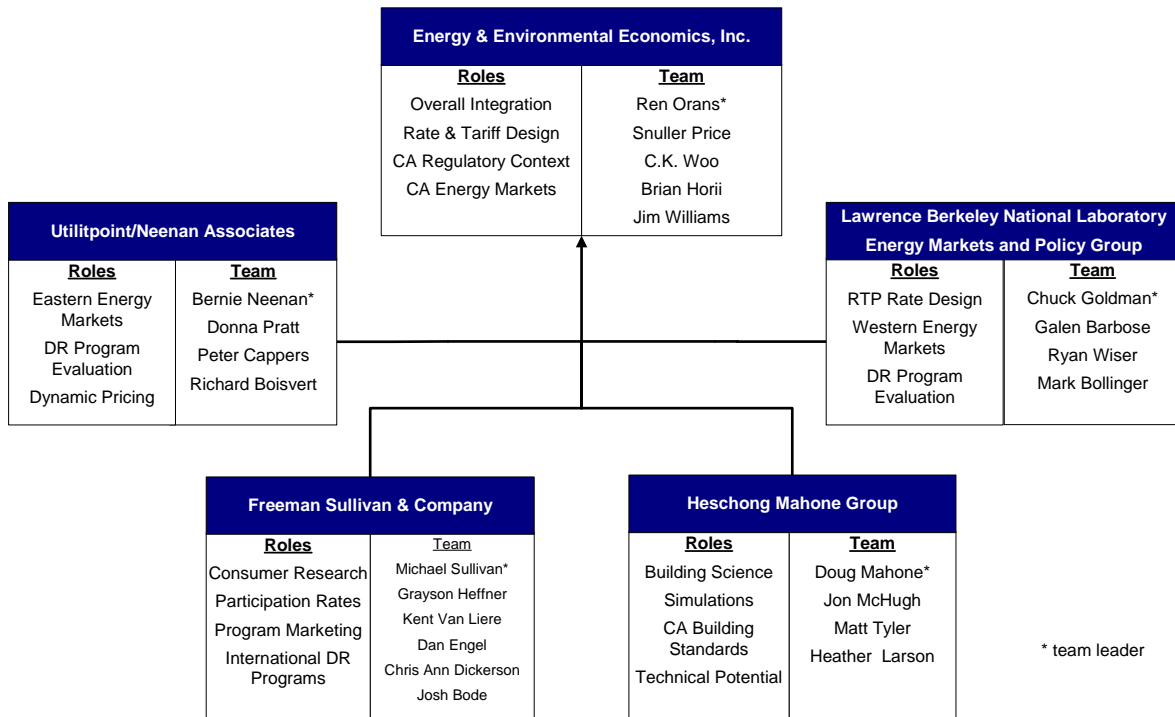 Energy & Environmental Economics, Inc.
Roles
Overall Integration
Rate & Tariff Design
CA Regulatory Context
CA Energy Markets
Team
Ren Orans*
Snuller Price
C.K. Woo
Brian Horii
Jim Williams
Utilitpoint/Neenan Associates
Roles
Eastern Energy
Markets
DR Program
Evaluation
Dynamic Pricing
Team
Bernie Neenan*
Donna Pratt
Peter Cappers
Richard Boisvert
Lawrence Berkeley National Laboratory
Energy Markets and Policy Group
Roles
RTP Rate Design
Western Energy
Markets
DR Program
Evaluation
Team
Chuck Goldman*
Galen Barbose
Ryan Wiser
Mark Bollinger
Freeman Sullivan & Company
Roles
Consumer Research
Participation Rates
Program Marketing
International DR
Programs
Team
Michael Sullivan*
Grayson Heffner
Kent Van Liere
Dan Engel
Chris Ann Dickerson
Josh Bode
Heschong Mahone Group
Roles
Building Science
Simulations
CA Building
Standards
Technical Potential
Team
Doug Mahone*
Jon McHugh
Matt Tyler
Heather Larson
* team leader